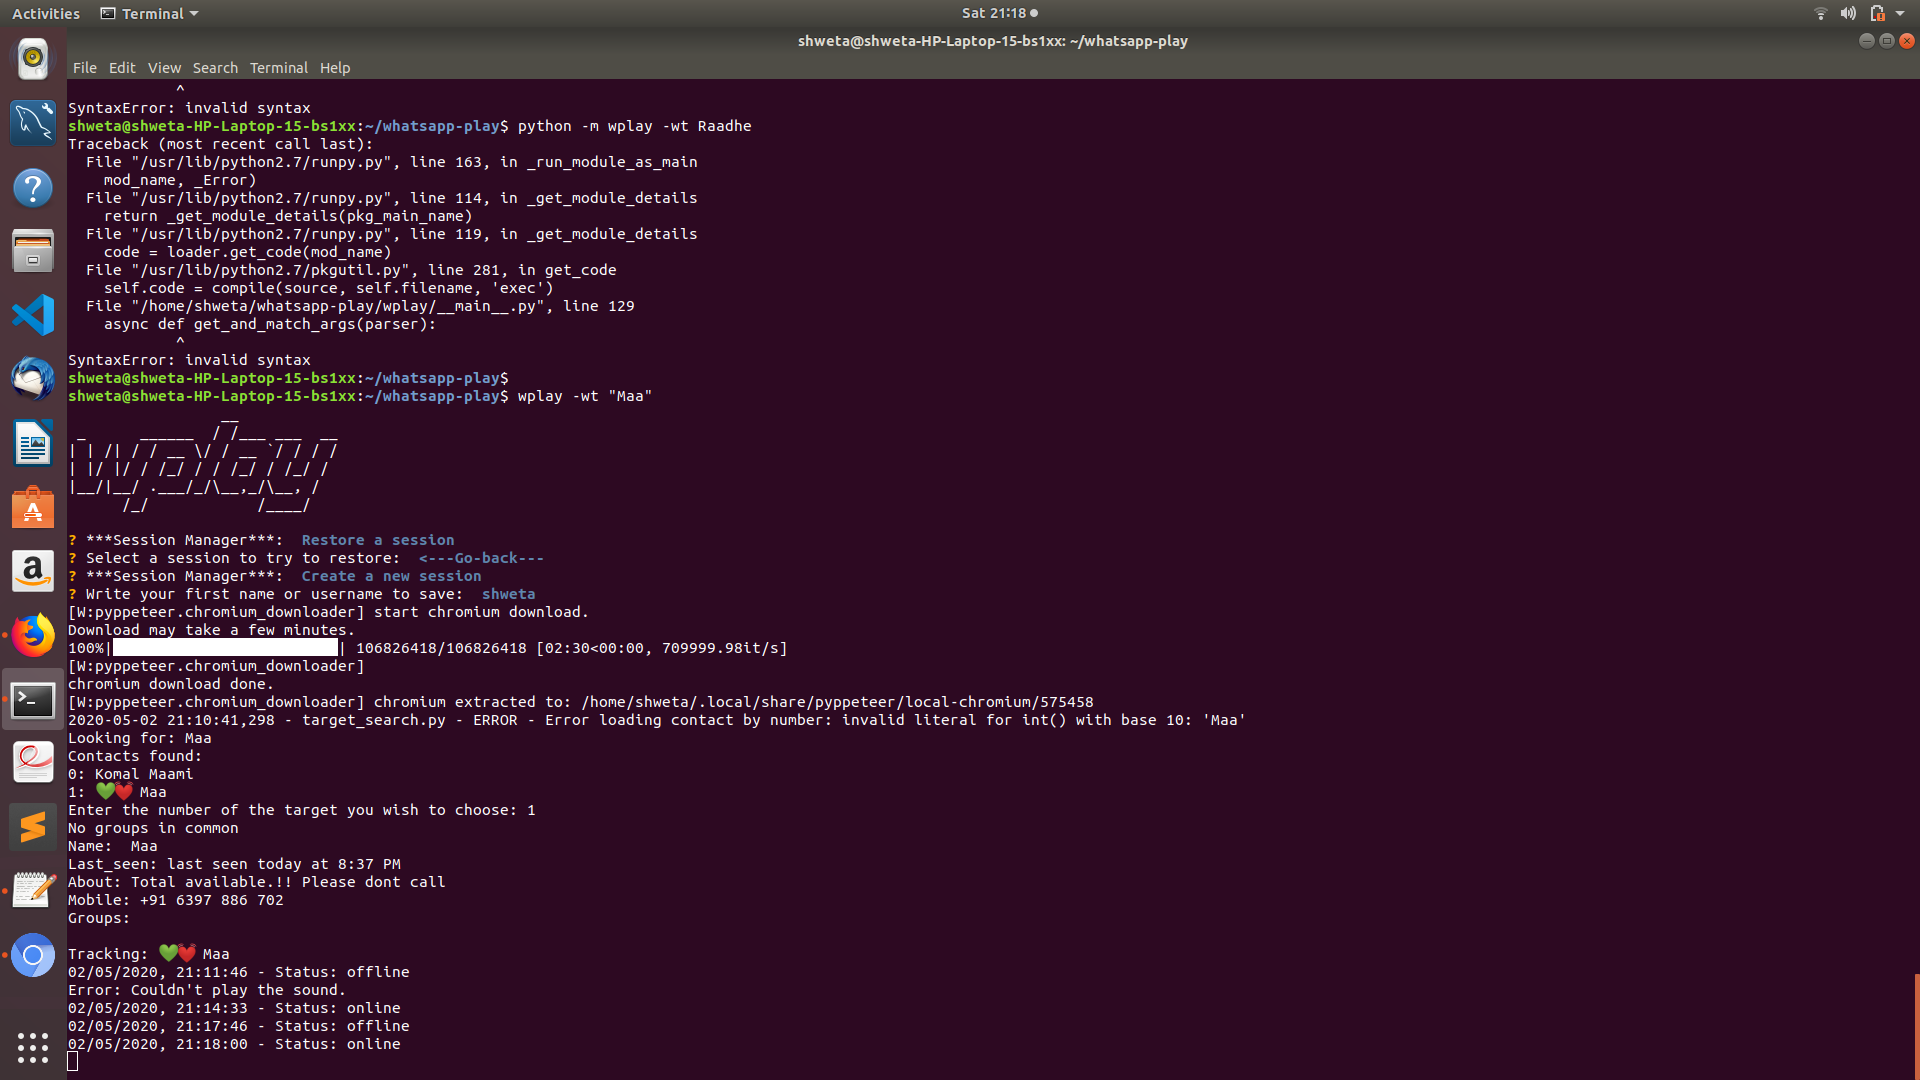 Activities Terminal Sat 21:18
shweta@shweta-HP-Laptop-15-bs1xx: ~/whatsapp-play
File Edit View Search Terminal Help
^
SyntaxError: invalid syntax
shweta@shweta-HP-Laptop-15-bs1xx:~/whatsapp-play$ python -m wplay -wt Raadhe
Traceback (most recent call last):
  File "/usr/lib/python2.7/runpy.py", line 163, in _run_module_as_main
    mod_name, _Error)
  File "/usr/lib/python2.7/runpy.py", line 114, in _get_module_details
    return _get_module_details(pkg_main_name)
  File "/usr/lib/python2.7/runpy.py", line 119, in _get_module_details
    code = loader.get_code(mod_name)
  File "/usr/lib/python2.7/pkgutil.py", line 281, in get_code
    self.code = compile(source, self.filename, 'exec')
  File "/home/shweta/whatsapp-play/wplay/__main__.py", line 129
    async def get_and_match_args(parser):
            ^
SyntaxError: invalid syntax
shweta@shweta-HP-Laptop-15-bs1xx:~/whatsapp-play$
shweta@shweta-HP-Laptop-15-bs1xx:~/whatsapp-play$ wplay -wt "Maa"
                 __
 _      ______  / /___ ___  __
| | /| / / __ \/ / __ `/ / / /
| |/ |/ / /_/ / / /_/ / /_/ /
|__/|__/ .___/_/\__,_/\__, /
      /_/            /____/
? ***Session Manager***:  Restore a session
? Select a session to try to restore:  <---Go-back---
? ***Session Manager***:  Create a new session
? Write your first name or username to save:  shweta
[W:pyppeteer.chromium_downloader] start chromium download.
Download may take a few minutes.
100%|█████████████████████████| 106826418/106826418 [02:30<00:00, 709999.98it/s]
[W:pyppeteer.chromium_downloader]
chromium download done.
[W:pyppeteer.chromium_downloader] chromium extracted to: /home/shweta/.local/share/pyppeteer/local-chromium/575458
2020-05-02 21:10:41,298 - target_search.py - ERROR - Error loading contact by number: invalid literal for int() with base 10: 'Maa'
Looking for: Maa
Contacts found:
0: Komal Maami
1: 💚💓 Maa
Enter the number of the target you wish to choose: 1
No groups in common
Name:  Maa
Last_seen: last seen today at 8:37 PM
About: Total available.!! Please dont call
Mobile: +91 6397 886 702
Groups:
Tracking: 💚💓 Maa
02/05/2020, 21:11:46 - Status: offline
Error: Couldn't play the sound.
02/05/2020, 21:14:33 - Status: online
02/05/2020, 21:17:46 - Status: offline
02/05/2020, 21:18:00 - Status: online